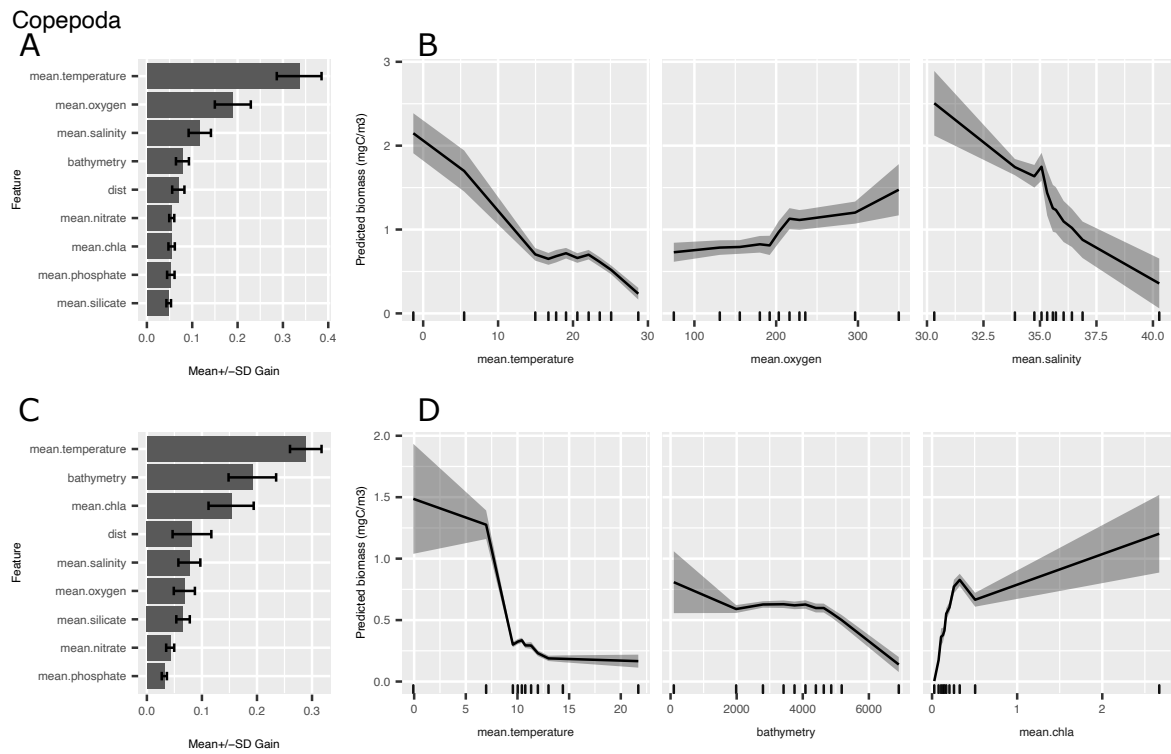 Copepoda
A
mean.temperature
mean.oxygen
mean.salinity
bathymetry
dist
mean.nitrate
mean.chla
mean.phosphate
mean.silicate
Feature
0.0 0.1 0.2 0.3 0.4
Mean+/-SD Gain
B
Predicted biomass (mgC/m3)
3
2
1
0
0 10 20 30
mean.temperature
100 200 300
mean.oxygen
30.0 32.5 35.0 37.5 40.0
mean.salinity
C
mean.temperature
bathymetry
mean.chla
dist
mean.salinity
mean.oxygen
mean.silicate
mean.nitrate
mean.phosphate
Feature
0.0 0.1 0.2 0.3
Mean+/-SD Gain
D
Predicted biomass (mgC/m3)
2.0
1.5
1.0
0.5
0.0
0 5 10 15 20
mean.temperature
0 2000 4000 6000
bathymetry
0 1 2
mean.chla